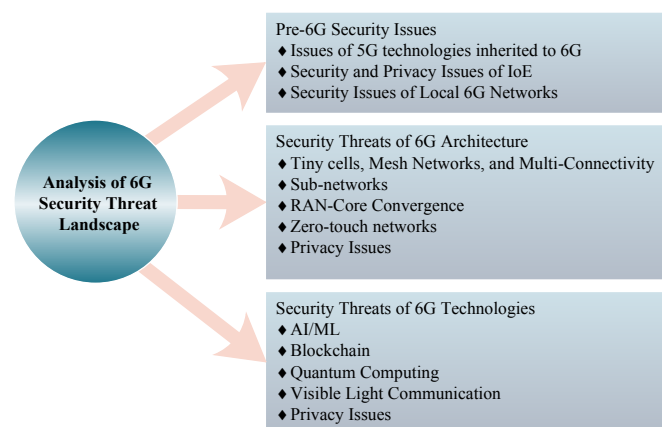 Analysis of 6G
Security Threat
Landscape
Pre-6G Security Issues
♦ Issues of 5G technologies inherited to 6G
♦ Security and Privacy Issues of IoE
♦ Security Issues of Local 6G Networks
Security Threats of 6G Architecture
♦ Tiny cells, Mesh Networks, and Multi-Connectivity
♦ Sub-networks
♦ RAN-Core Convergence
♦ Zero-touch networks
♦ Privacy Issues
Security Threats of 6G Technologies
♦ AI/ML
♦ Blockchain
♦ Quantum Computing
♦ Visible Light Communication
♦ Privacy Issues